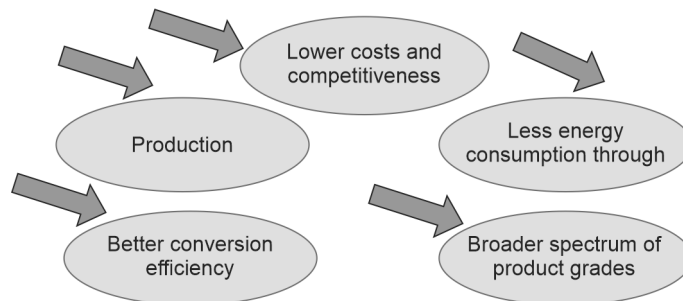 Lower costs and
competitiveness
Production
Less energy
consumption through
Better conversion
efficiency
Broader spectrum of
product grades